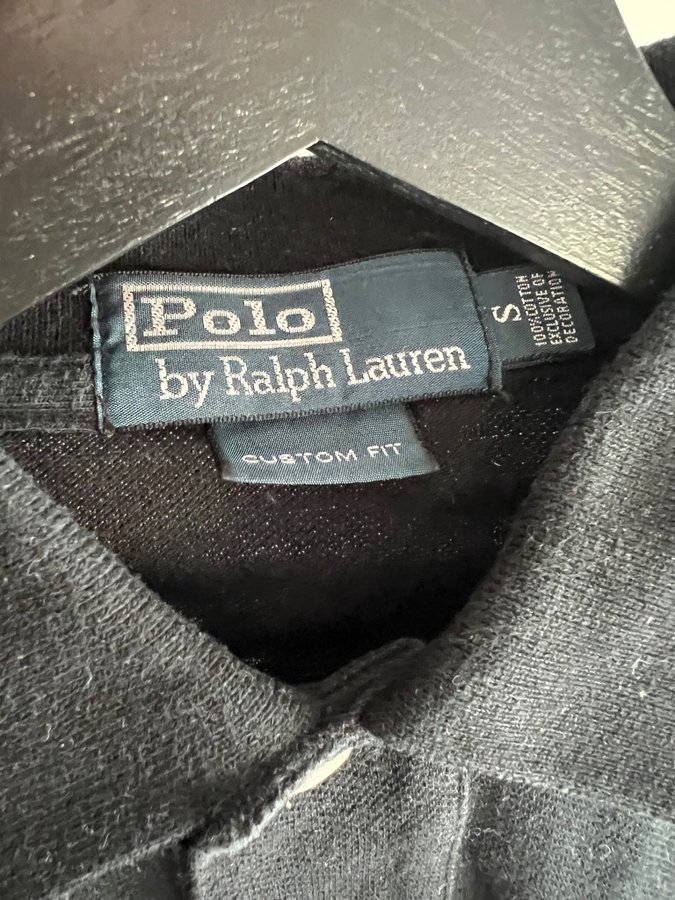 Polo
by Ralph Lauren
CUSTOM FIT
S
100% COTTON
EXCLUSIVE OF
DECORATION